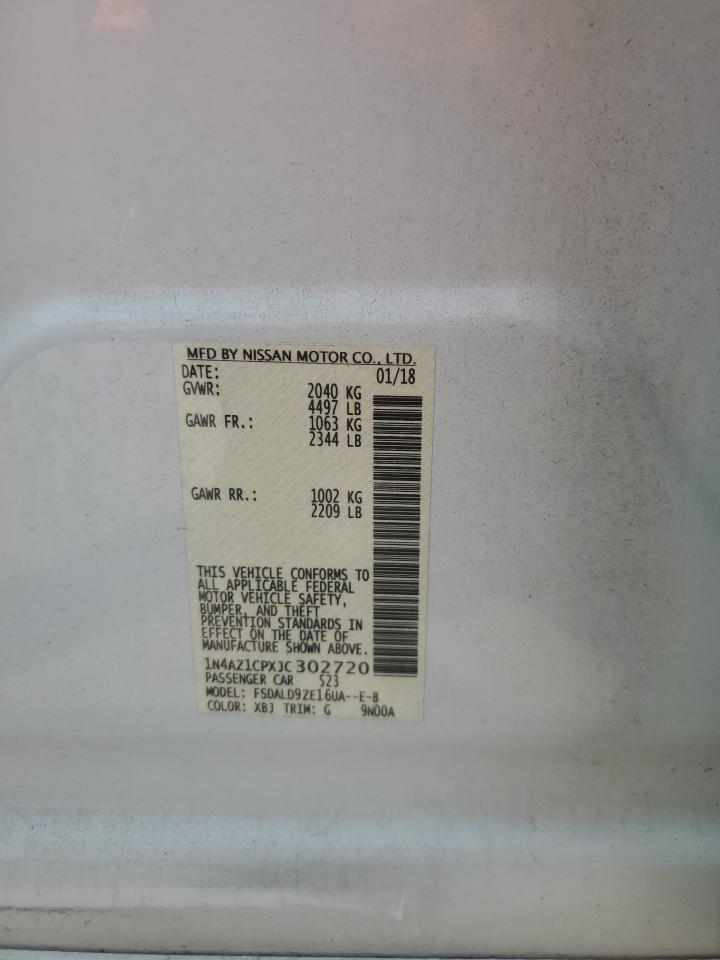 MFD BY NISSAN MOTOR CO., LTD.
DATE: 01/18
GVWR: 2040 KG
4497 LB
GAWR FR.: 1063 KG
2344 LB
GAWR RR.: 1002 KG
2209 LB
THIS VEHICLE CONFORMS TO
ALL APPLICABLE FEDERAL
MOTOR VEHICLE SAFETY,
BUMPER, AND THEFT
PREVENTION STANDARDS IN
EFFECT ON THE DATE OF
MANUFACTURE SHOWN ABOVE.
1N4AZ1CPXJC302720
PASSENGER CAR 523
MODEL: FSDALD9ZE16UA--E-B
COLOR: XBJ TRIM: G 9N00A